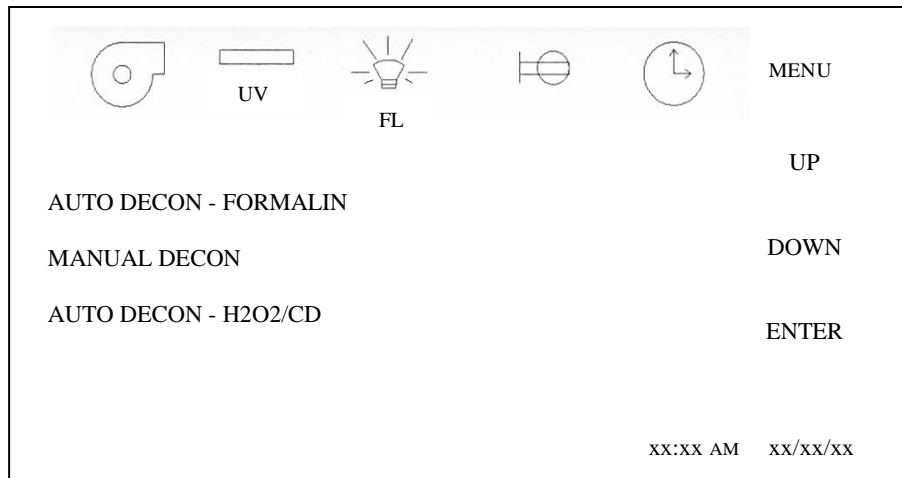 MENU
UV
FL
UP
AUTO DECON - FORMALIN
DOWN
MANUAL DECON
AUTO DECON - H2O2/CD
ENTER
xx:xx AM xx/xx/xx